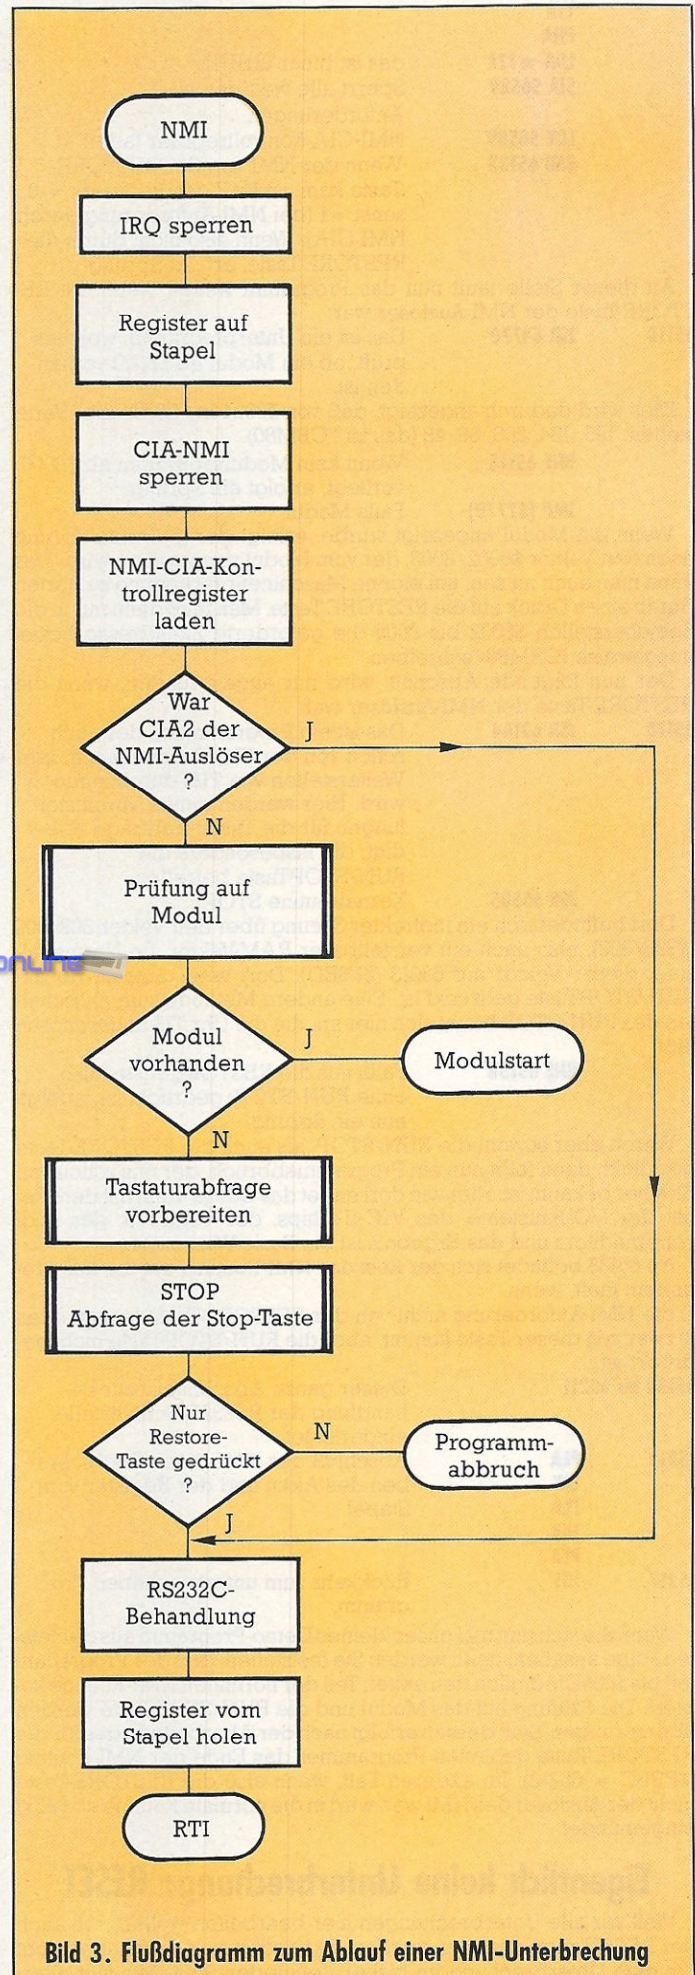 NMI
IRQ sperren
Register auf
Stapel
CIA-NMI
sperren
NMI-CIA-Kon-
trollregister
laden
War
CIA2 der
NMI-Auslöser
?
J
N
Prüfung auf
Modul
online
Modul
vorhanden
?
J
Modulstart
N
Tastaturabfrage
vorbereiten
STOP
Abfrage der Stop-Taste
Nur
Restore-
Taste gedrückt
?
N
Programm-
abbruch
J
RS232C-
Behandlung
Register vom
Stapel holen
RTI
Bild 3. Flußdiagramm zum Ablauf einer NMI-Unterbrechung